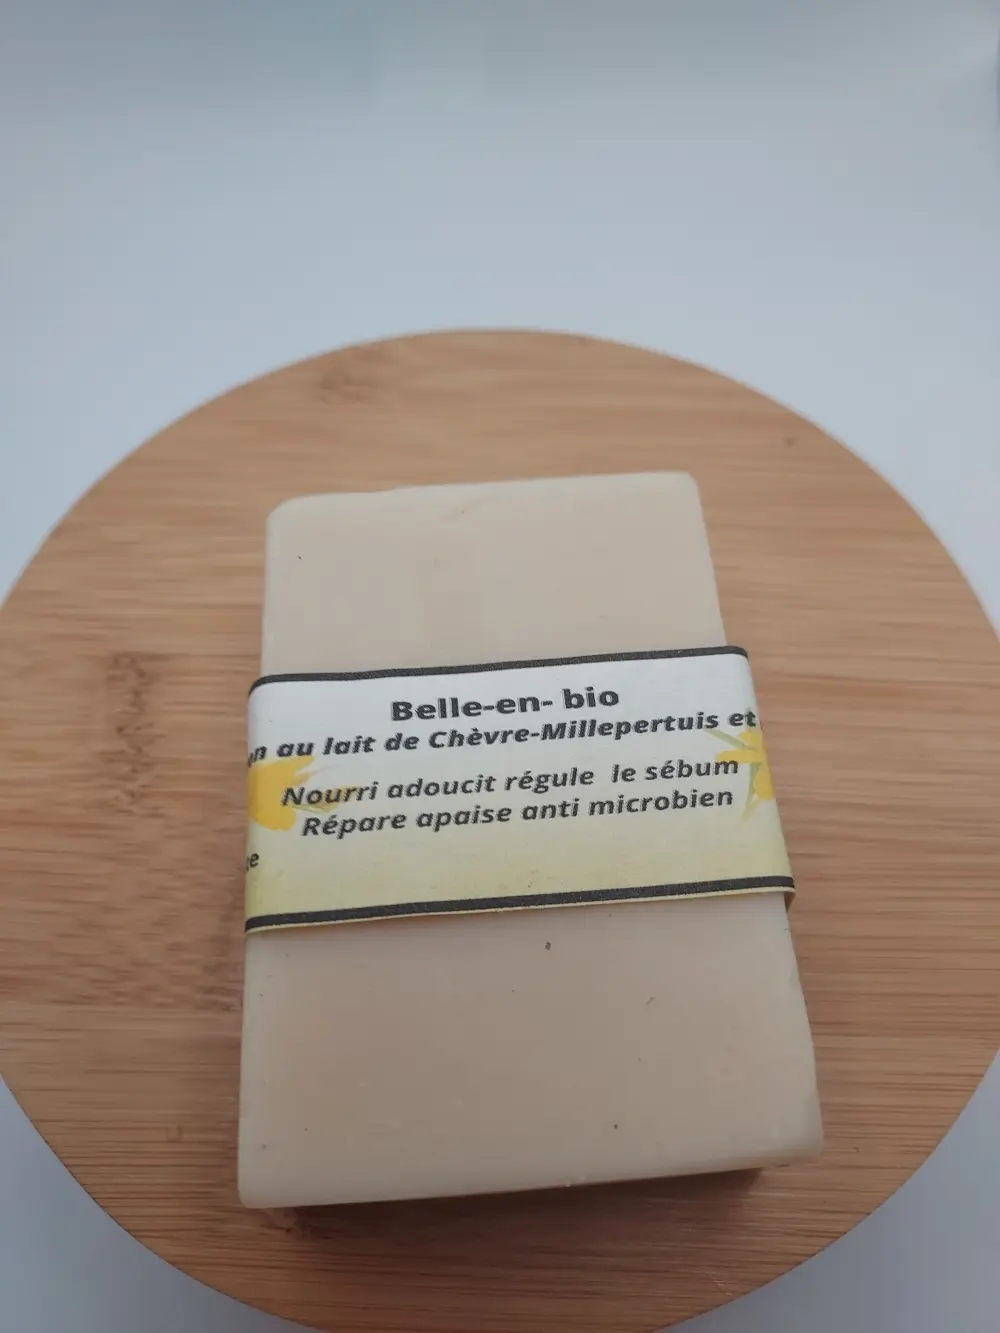 Belle-en- bio
au lait de Chèvre-Millepertuis et
Nourri adoucit régule le sébum
Répare apaise anti microbien